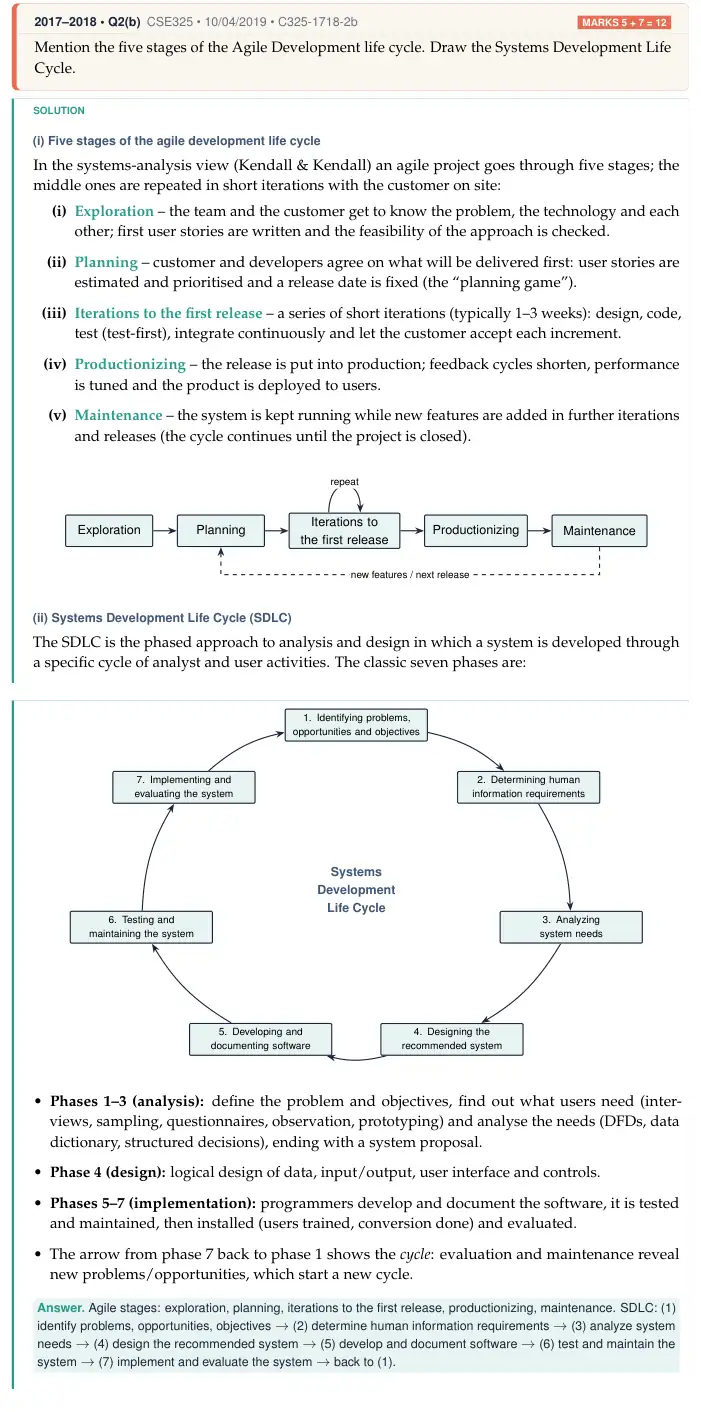 2017–2018 • Q2(b) CSE325 • 10/04/2019 • C325-1718-2b MARKS 5 + 7 = 12
Mention the five stages of the Agile Development life cycle. Draw the Systems Development Life
Cycle.
SOLUTION
(i) Five stages of the agile development life cycle
In the systems-analysis view (Kendall & Kendall) an agile project goes through five stages; the
middle ones are repeated in short iterations with the customer on site:
(i) Exploration – the team and the customer get to know the problem, the technology and each
other; first user stories are written and the feasibility of the approach is checked.
(ii) Planning – customer and developers agree on what will be delivered first: user stories are
estimated and prioritised and a release date is fixed (the “planning game”).
(iii) Iterations to the first release – a series of short iterations (typically 1–3 weeks): design, code,
test (test-first), integrate continuously and let the customer accept each increment.
(iv) Productionizing – the release is put into production; feedback cycles shorten, performance
is tuned and the product is deployed to users.
(v) Maintenance – the system is kept running while new features are added in further iterations
and releases (the cycle continues until the project is closed).
repeat
Exploration
Planning
Iterations to
the first release
Productionizing
Maintenance
new features / next release
(ii) Systems Development Life Cycle (SDLC)
The SDLC is the phased approach to analysis and design in which a system is developed through
a specific cycle of analyst and user activities. The classic seven phases are:
1. Identifying problems,
opportunities and objectives
7. Implementing and
evaluating the system
2. Determining human
information requirements
Systems
Development
Life Cycle
6. Testing and
maintaining the system
3. Analyzing
system needs
5. Developing and
documenting software
4. Designing the
recommended system
• Phases 1–3 (analysis): define the problem and objectives, find out what users need (inter-
views, sampling, questionnaires, observation, prototyping) and analyse the needs (DFDs, data
dictionary, structured decisions), ending with a system proposal.
• Phase 4 (design): logical design of data, input/output, user interface and controls.
• Phases 5–7 (implementation): programmers develop and document the software, it is tested
and maintained, then installed (users trained, conversion done) and evaluated.
• The arrow from phase 7 back to phase 1 shows the cycle: evaluation and maintenance reveal
new problems/opportunities, which start a new cycle.
Answer. Agile stages: exploration, planning, iterations to the first release, productionizing, maintenance. SDLC: (1)
identify problems, opportunities, objectives → (2) determine human information requirements → (3) analyze system
needs → (4) design the recommended system → (5) develop and document software → (6) test and maintain the
system → (7) implement and evaluate the system → back to (1).